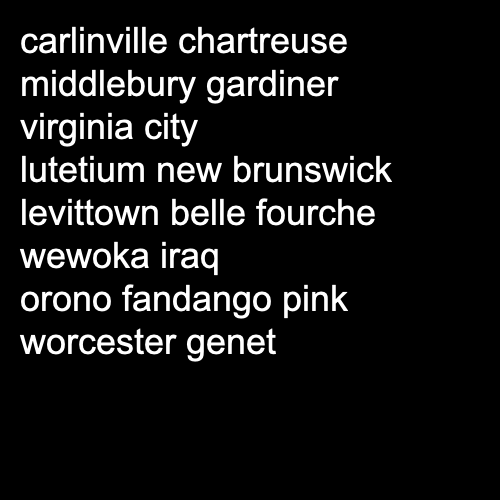 carlinville chartreuse
middlebury gardiner
virginia city
lutetium new brunswick
levittown belle fourche
wewoka iraq
orono fandango pink
worcester genet